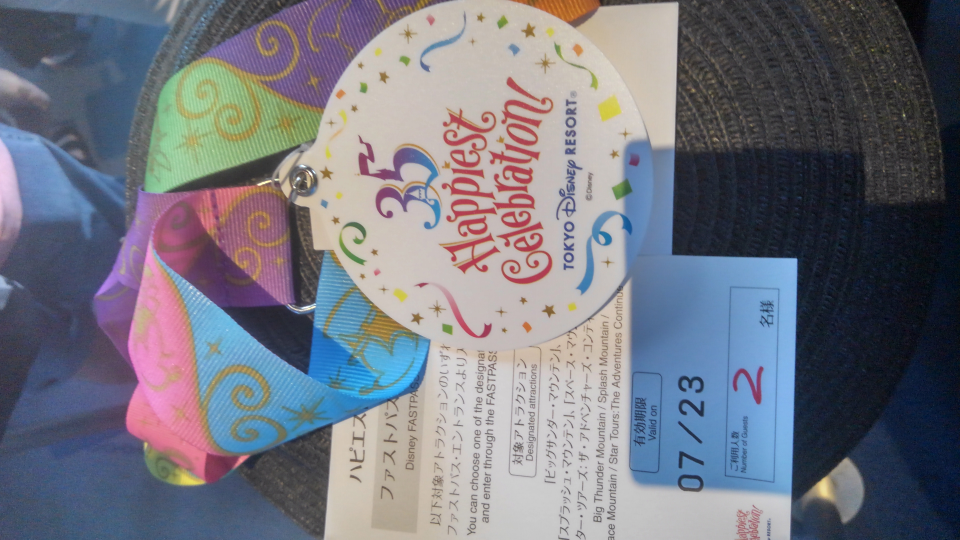 35
Happiest
Celebration!
TOKYO DISNEY RESORT®
©Disney
ハピエス
ファストパス
Disney FASTPA
以下対象アトラクションのいずれ
ファストパス・エントランスより入
You can choose one of the designa
and enter through the FASTPASS
対象アトラクション
Designated attractions
「ビッグサンダー・マウンテン」、
「スプラッシュ・マウンテン」、「スペース・マウ
ター・ツアーズ：ザ・アドベンチャーズ・コンテ
Big Thunder Mountain / Splash Mountain /
ace Mountain / Star Tours:The Adventures Continue
有効期限
Valid on
07/23
ご利用人数
Number of Guests
2
名様
Happiest
Celebration!